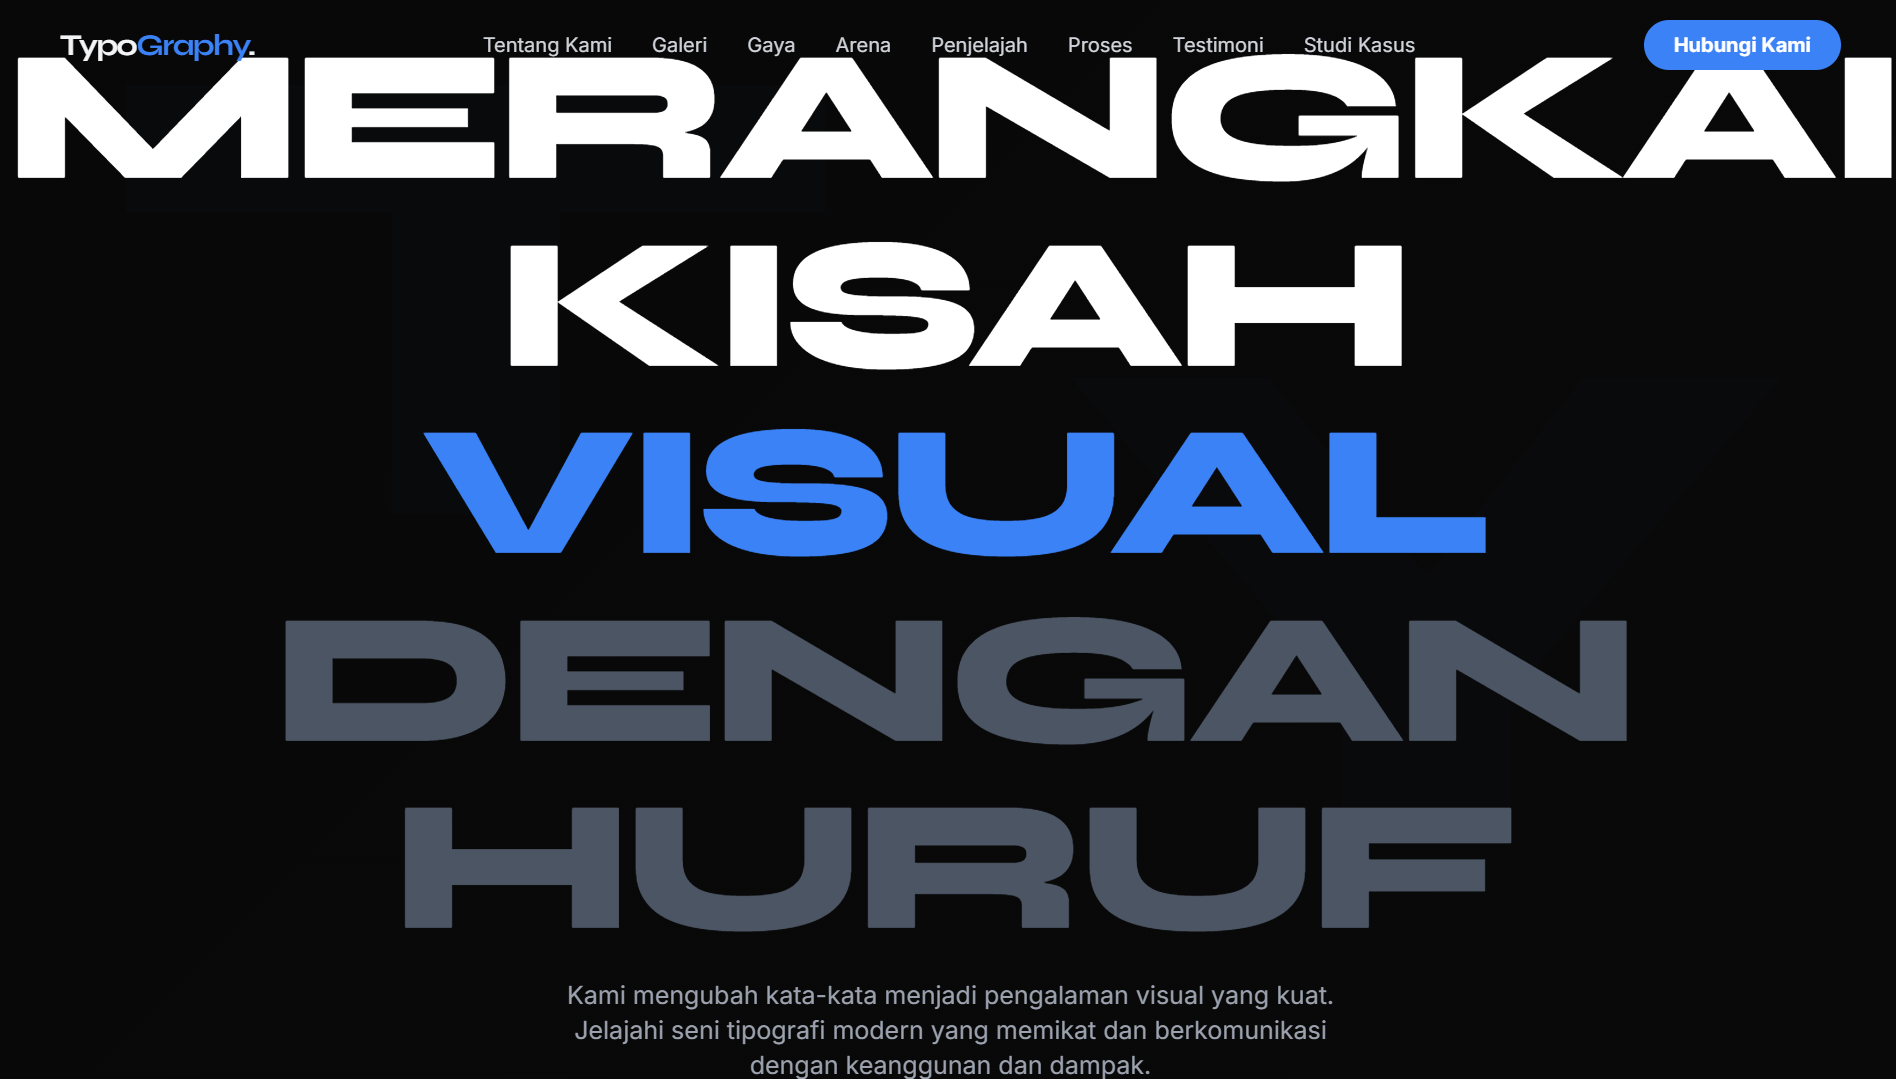 TypoGraphy.
Tentang Kami
Galeri
Gaya
Arena
Penjelajah
Proses
Testimoni
Studi Kasus
Hubungi Kami
MERANGKAI
KISAH
VISUAL
DENGAN
HURUF
Kami mengubah kata-kata menjadi pengalaman visual yang kuat.
Jelajahi seni tipografi modern yang memikat dan berkomunikasi
dengan keanggunan dan dampak.